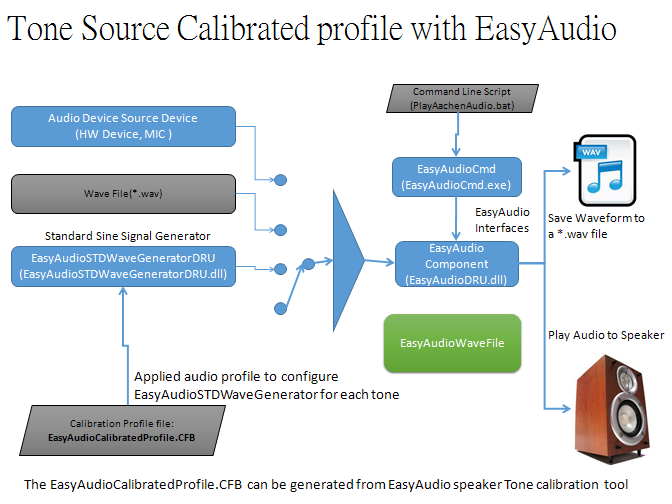 Tone Source Calibrated profile with EasyAudio
Command Line Script
(PlayAachenAudio.bat)
Audio Device Source Device
(HW Device, MIC )
WAV
EasyAudioCmd
(EasyAudioCmd.exe)
Wave File(*.wav)
EasyAudio
Interfaces
Save Waveform to
a *.wav file
Standard Sine Signal Generator
EasyAudioSTDWaveGeneratorDRU
(EasyAudioSTDWaveGeneratorDRU.dll)
EasyAudio
Component
(EasyAudioDRU.dll)
EasyAudioWaveFile
Play Audio to Speaker
Applied audio profile to configure
EasyAudioSTDWaveGenerator for each tone
Calibration Profile file:
EasyAudioCalibratedProfile.CFB
The EasyAudioCalibratedProfile.CFB can be generated from EasyAudio speaker Tone calibration tool